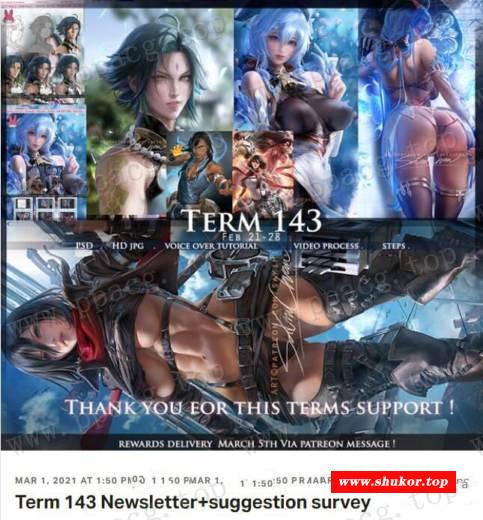 TERM 143
FEB 21-28
PSD . HD JPG . VOICE OVER TUTORIAL . VIDEO PROCESS . STEPS .
THANK YOU FOR THIS TERMS SUPPORT !
REWARDS DELIVERY MARCH 5TH VIA PATREON MESSAGE !
MAR 1, 2021 AT 1:50 PM
www.shukor.top
Term 143 Newsletter+suggestion survey